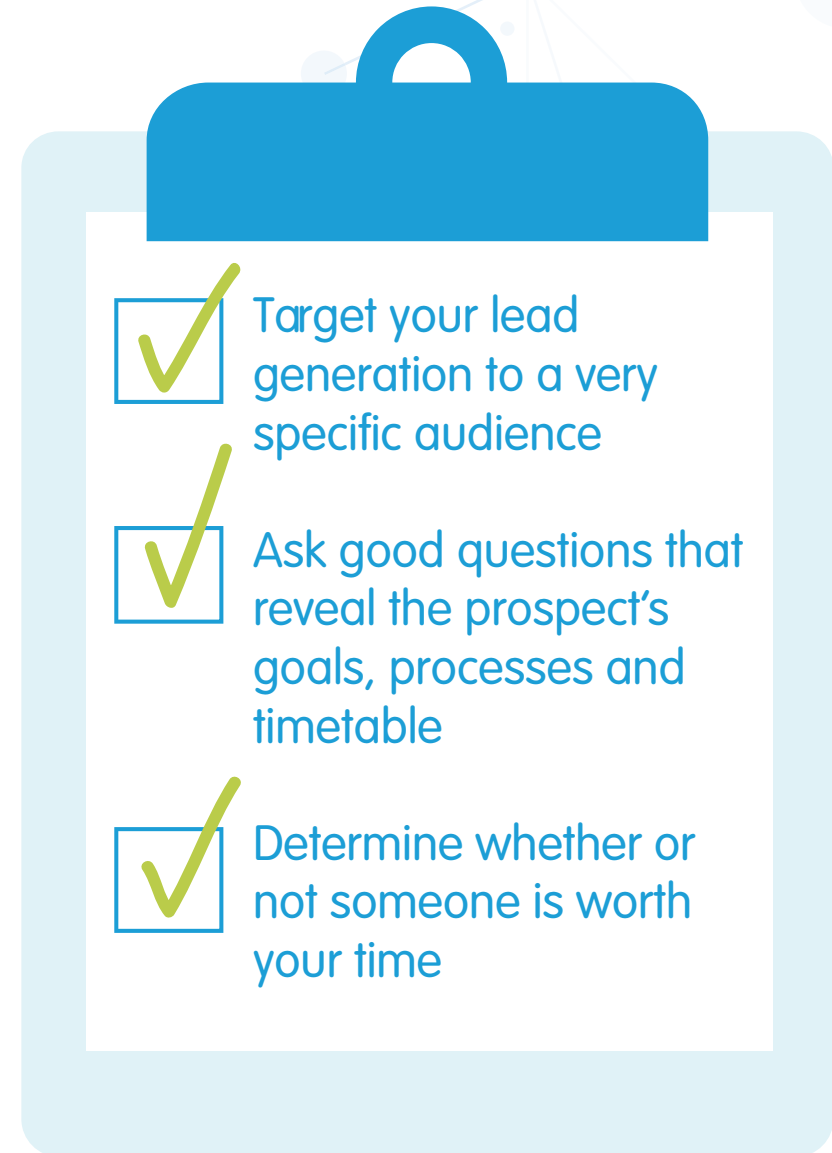 Target your lead
generation to a very
specific audience
Ask good questions that
reveal the prospect's
goals, processes and
timetable
Determine whether or
not someone is worth
your time